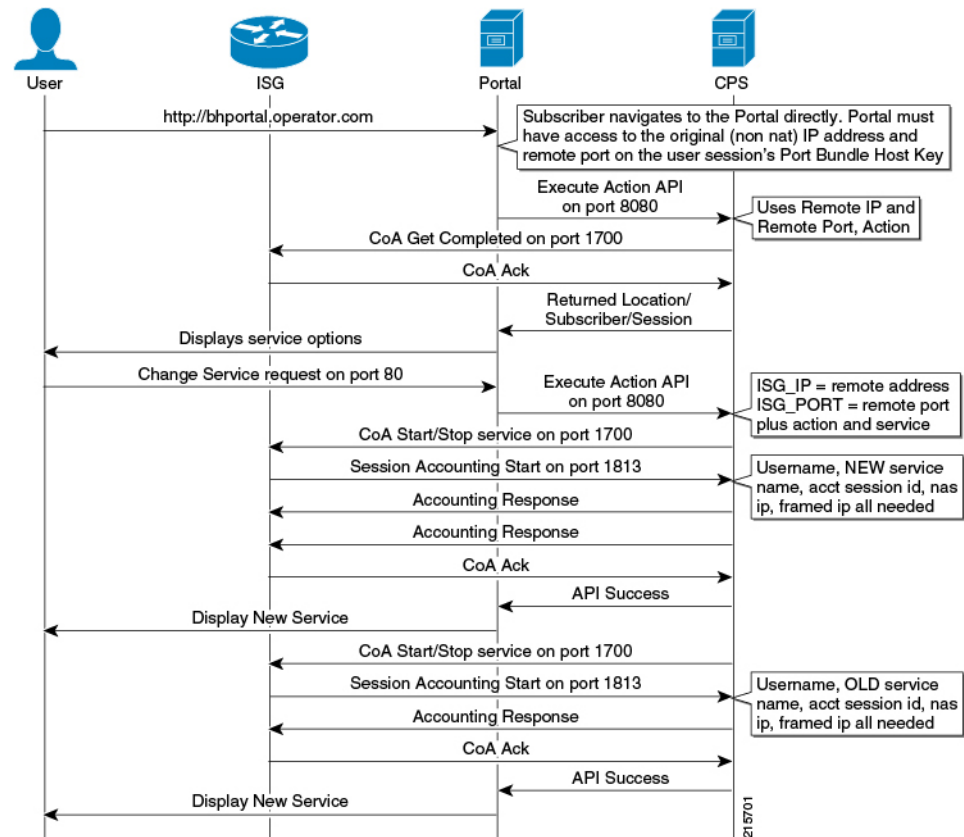 User
ISG
Portal
CPS
http://bhportal.operator.com
Subscriber navigates to the Portal directly. Portal must
have access to the original (non nat) IP address and
remote port on the user session's Port Bundle Host Key
Execute Action API
on port 8080
Uses Remote IP and
Remote Port, Action
CoA Get Completed on port 1700
CoA Ack
Returned Location/
Subscriber/Session
Displays service options
Change Service request on port 80
Execute Action API
on port 8080
ISG_IP = remote address
ISG_PORT = remote port
plus action and service
CoA Start/Stop service on port 1700
Session Accounting Start on port 1813
Username, NEW service
name, acct session id, nas
ip, framed ip all needed
Accounting Response
Accounting Response
CoA Ack
API Success
Display New Service
CoA Start/Stop service on port 1700
Session Accounting Start on port 1813
Username, OLD service
name, acct session id, nas
ip, framed ip all needed
Accounting Response
CoA Ack
API Success
Display New Service
215701